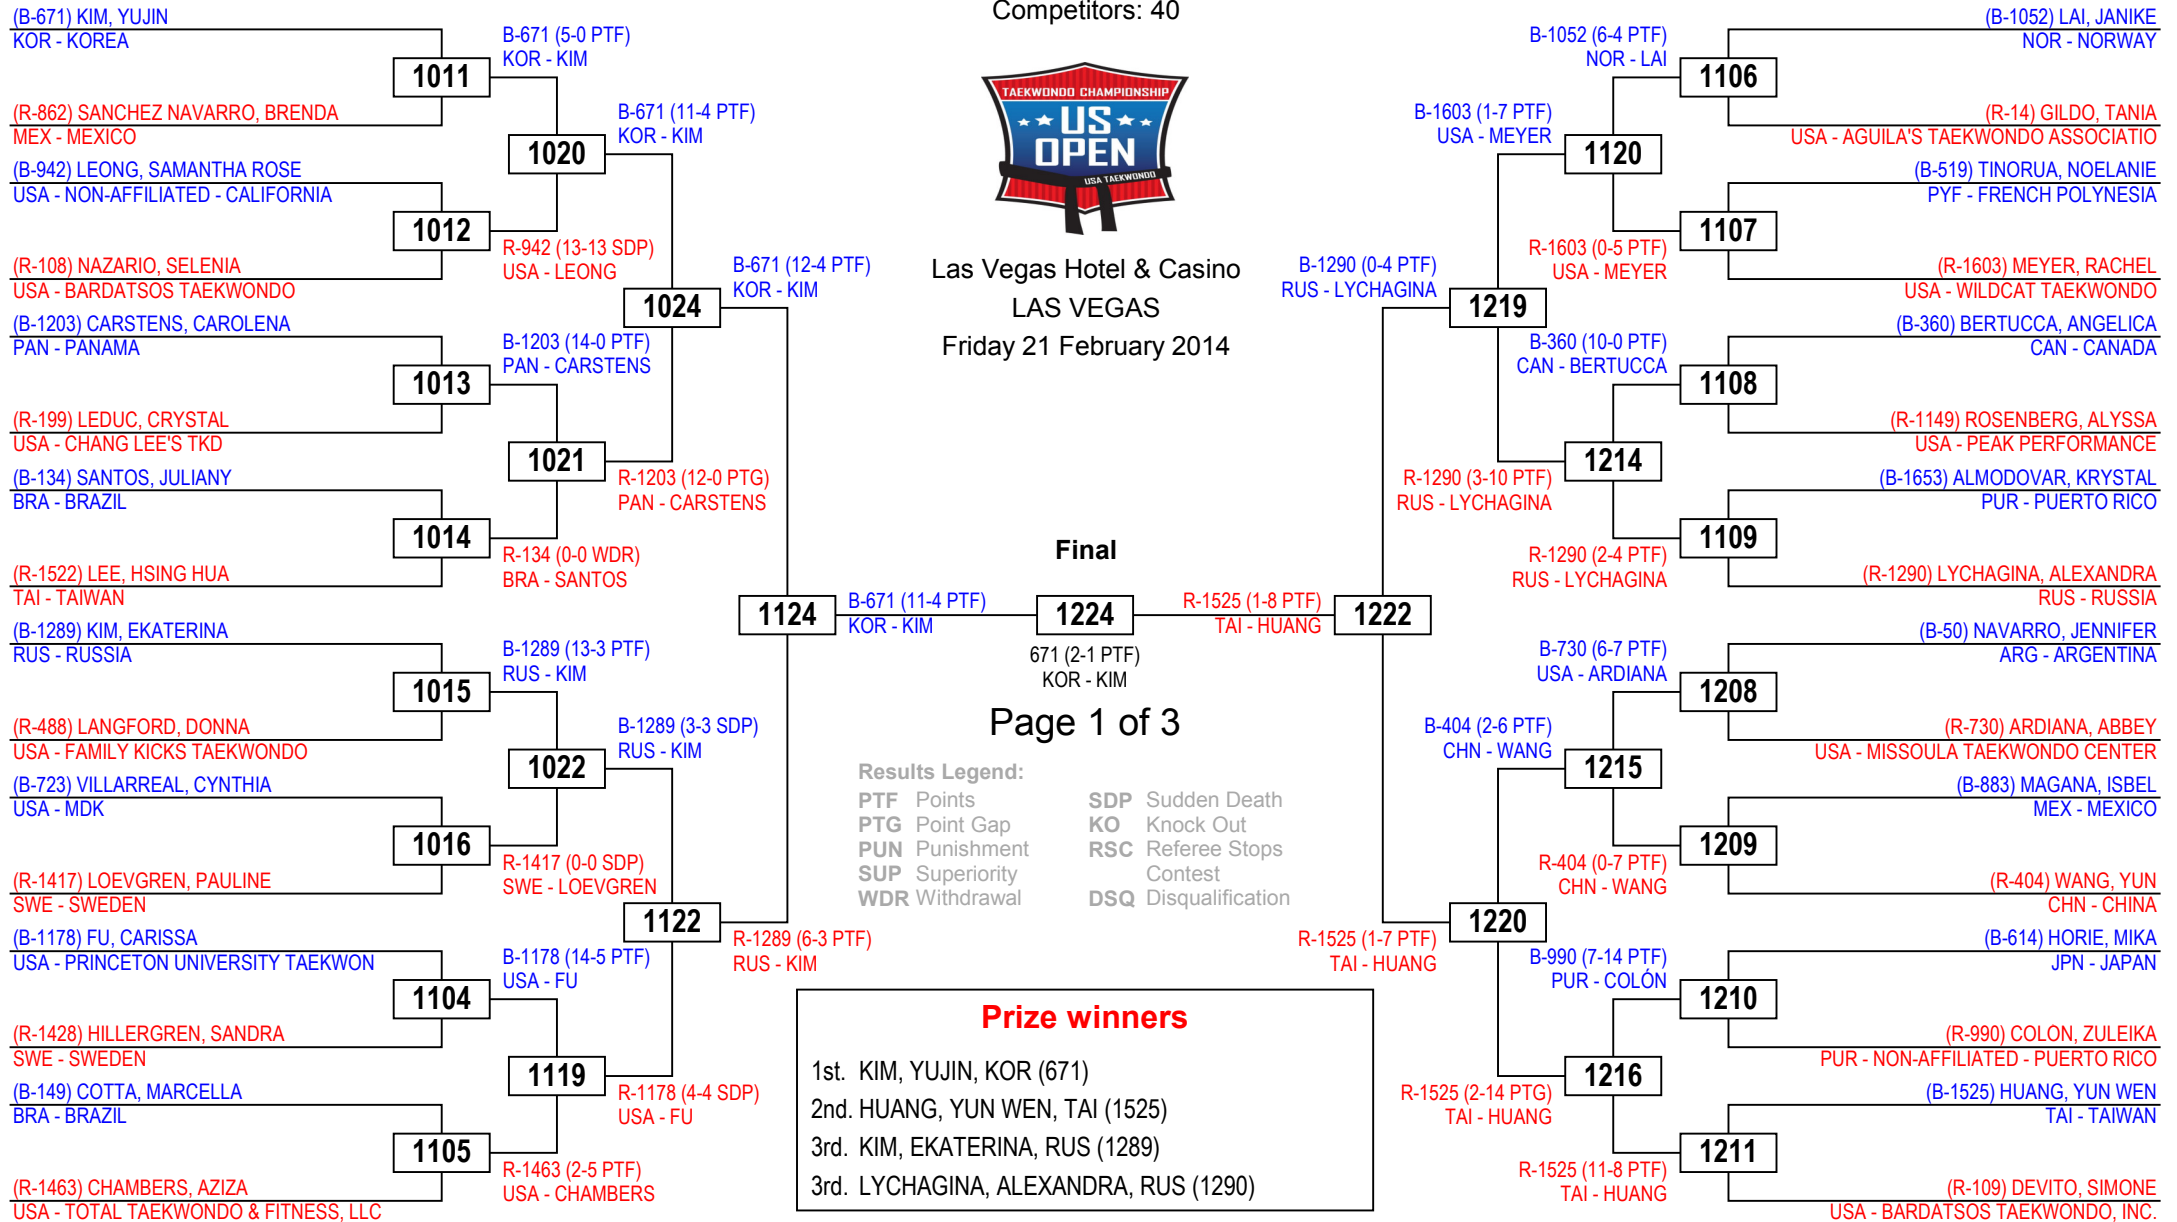 Competitors: 40
TAEKWONDO CHAMPIONSHIP
US
OPEN
USA TAEKWONDO
Las Vegas Hotel & Casino
LAS VEGAS
Friday 21 February 2014
(B-671) KIM, YUJIN
KOR - KOREA
(R-862) SANCHEZ NAVARRO, BRENDA
MEX - MEXICO
(B-942) LEONG, SAMANTHA ROSE
USA - NON-AFFILIATED - CALIFORNIA
(R-108) NAZARIO, SELENIA
USA - BARDATSOS TAEKWONDO
(B-1203) CARSTENS, CAROLENA
PAN - PANAMA
(R-199) LEDUC, CRYSTAL
USA - CHANG LEE'S TKD
(B-134) SANTOS, JULIANY
BRA - BRAZIL
(R-1522) LEE, HSING HUA
TAI - TAIWAN
(B-1289) KIM, EKATERINA
RUS - RUSSIA
(R-488) LANGFORD, DONNA
USA - FAMILY KICKS TAEKWONDO
(B-723) VILLARREAL, CYNTHIA
USA - MDK
(R-1417) LOEVGREN, PAULINE
SWE - SWEDEN
(B-1178) FU, CARISSA
USA - PRINCETON UNIVERSITY TAEKWON
(R-1428) HILLERGREN, SANDRA
SWE - SWEDEN
(B-149) COTTA, MARCELLA
BRA - BRAZIL
(R-1463) CHAMBERS, AZIZA
USA - TOTAL TAEKWONDO & FITNESS, LLC
1011
1012
1013
1014
1015
1016
1104
1105
B-671 (5-0 PTF)
KOR - KIM
R-942 (13-13 SDP)
USA - LEONG
B-1203 (14-0 PTF)
PAN - CARSTENS
R-134 (0-0 WDR)
BRA - SANTOS
B-1289 (13-3 PTF)
RUS - KIM
R-1417 (0-0 SDP)
SWE - LOEVGREN
B-1178 (14-5 PTF)
USA - FU
R-1463 (2-5 PTF)
USA - CHAMBERS
1020
1021
1022
1119
B-671 (11-4 PTF)
KOR - KIM
R-1203 (12-0 PTG)
PAN - CARSTENS
B-1289 (3-3 SDP)
RUS - KIM
R-1178 (4-4 SDP)
USA - FU
1024
1122
B-671 (12-4 PTF)
KOR - KIM
R-1289 (6-3 PTF)
RUS - KIM
1124
B-671 (11-4 PTF)
KOR - KIM
Final
1224
671 (2-1 PTF)
KOR - KIM
Page 1 of 3
R-1525 (1-8 PTF)
TAI - HUANG
1222
B-1290 (0-4 PTF)
RUS - LYCHAGINA
R-1525 (1-7 PTF)
TAI - HUANG
1219
1220
B-1603 (1-7 PTF)
USA - MEYER
R-1290 (3-10 PTF)
RUS - LYCHAGINA
B-404 (2-6 PTF)
CHN - WANG
R-1525 (2-14 PTG)
TAI - HUANG
1120
1214
1215
1216
B-1052 (6-4 PTF)
NOR - LAI
R-1603 (0-5 PTF)
USA - MEYER
B-360 (10-0 PTF)
CAN - BERTUCCA
R-1290 (2-4 PTF)
RUS - LYCHAGINA
B-730 (6-7 PTF)
USA - ARDIANA
R-404 (0-7 PTF)
CHN - WANG
B-990 (7-14 PTF)
PUR - COLÓN
R-1525 (11-8 PTF)
TAI - HUANG
1106
1107
1108
1109
1208
1209
1210
1211
(B-1052) LAI, JANIKE
NOR - NORWAY
(R-14) GILDO, TANIA
USA - AGUILA'S TAEKWONDO ASSOCIATIO
(B-519) TINORUA, NOELANIE
PYF - FRENCH POLYNESIA
(R-1603) MEYER, RACHEL
USA - WILDCAT TAEKWONDO
(B-360) BERTUCCA, ANGELICA
CAN - CANADA
(R-1149) ROSENBERG, ALYSSA
USA - PEAK PERFORMANCE
(B-1653) ALMODOVAR, KRYSTAL
PUR - PUERTO RICO
(R-1290) LYCHAGINA, ALEXANDRA
RUS - RUSSIA
(B-50) NAVARRO, JENNIFER
ARG - ARGENTINA
(R-730) ARDIANA, ABBEY
USA - MISSOULA TAEKWONDO CENTER
(B-883) MAGANA, ISBEL
MEX - MEXICO
(R-404) WANG, YUN
CHN - CHINA
(B-614) HORIE, MIKA
JPN - JAPAN
(R-990) COLON, ZULEIKA
PUR - NON-AFFILIATED - PUERTO RICO
(B-1525) HUANG, YUN WEN
TAI - TAIWAN
(R-109) DEVITO, SIMONE
USA - BARDATSOS TAEKWONDO, INC.
Results Legend:
PTF Points
PTG Point Gap
PUN Punishment
SUP Superiority
WDR Withdrawal
SDP Sudden Death
KO Knock Out
RSC Referee Stops
Contest
DSQ Disqualification
Prize winners
1st. KIM, YUJIN, KOR (671)
2nd. HUANG, YUN WEN, TAI (1525)
3rd. KIM, EKATERINA, RUS (1289)
3rd. LYCHAGINA, ALEXANDRA, RUS (1290)